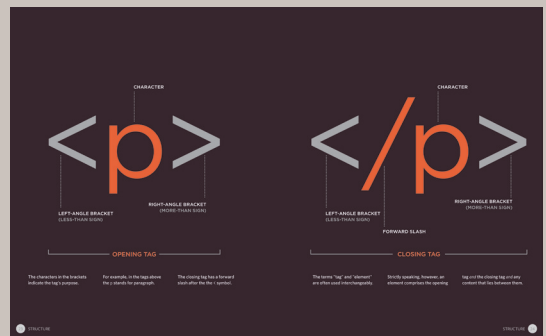 CHARACTER
<p>
LEFT-ANGLE BRACKET
(LESS-THAN SIGN)
RIGHT-ANGLE BRACKET
(MORE-THAN SIGN)
OPENING TAG
The characters in the brackets
indicate the tag's purpose.
For example, in the tags above
the p stands for paragraph.
The closing tag has a forward
slash after the the < symbol.
STRUCTURE
CHARACTER
</p>
LEFT-ANGLE BRACKET
(LESS-THAN SIGN)
RIGHT-ANGLE BRACKET
(MORE-THAN SIGN)
FORWARD SLASH
CLOSING TAG
The terms "tag" and "element"
are often used interchangeably.
Strictly speaking, however, an
element comprises the opening
tag and the closing tag and any
content that lies between them.
STRUCTURE